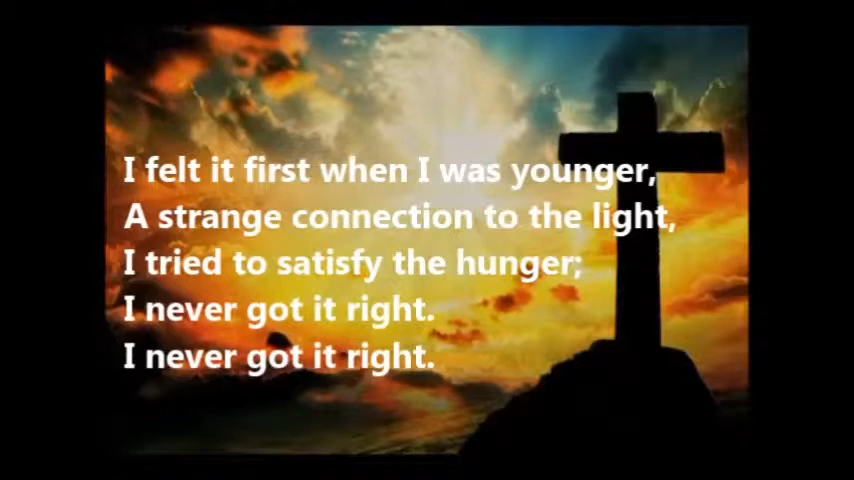 I felt it first when I was younger,
A strange connection to the light,
I tried to satisfy the hunger;
I never got it right.
I never got it right.